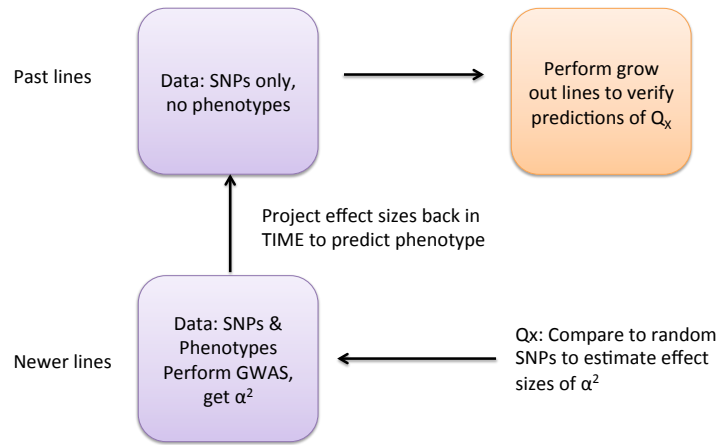 Past lines
Data: SNPs only,
no phenotypes
Perform grow
out lines to verify
predictions of Qx
Project effect sizes back in
TIME to predict phenotype
Newer lines
Data: SNPs &
Phenotypes
Perform GWAS,
get α²
Qx: Compare to random
SNPs to estimate effect
sizes of α²